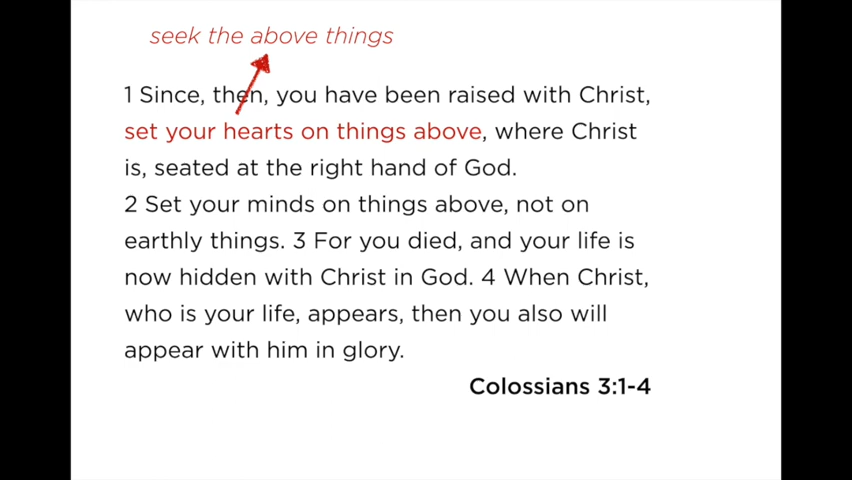 seek the above things
1 Since, then, you have been raised with Christ,
set your hearts on things above, where Christ
is, seated at the right hand of God.
2 Set your minds on things above, not on
earthly things. 3 For you died, and your life is
now hidden with Christ in God. 4 When Christ,
who is your life, appears, then you also will
appear with him in glory.
Colossians 3:1-4